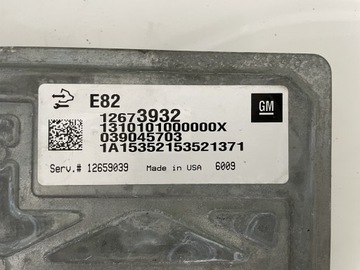 E82
12673932
1310101000000X
039045703
1A15352153521371
GM
Serv.# 12659039 Made in USA 6009